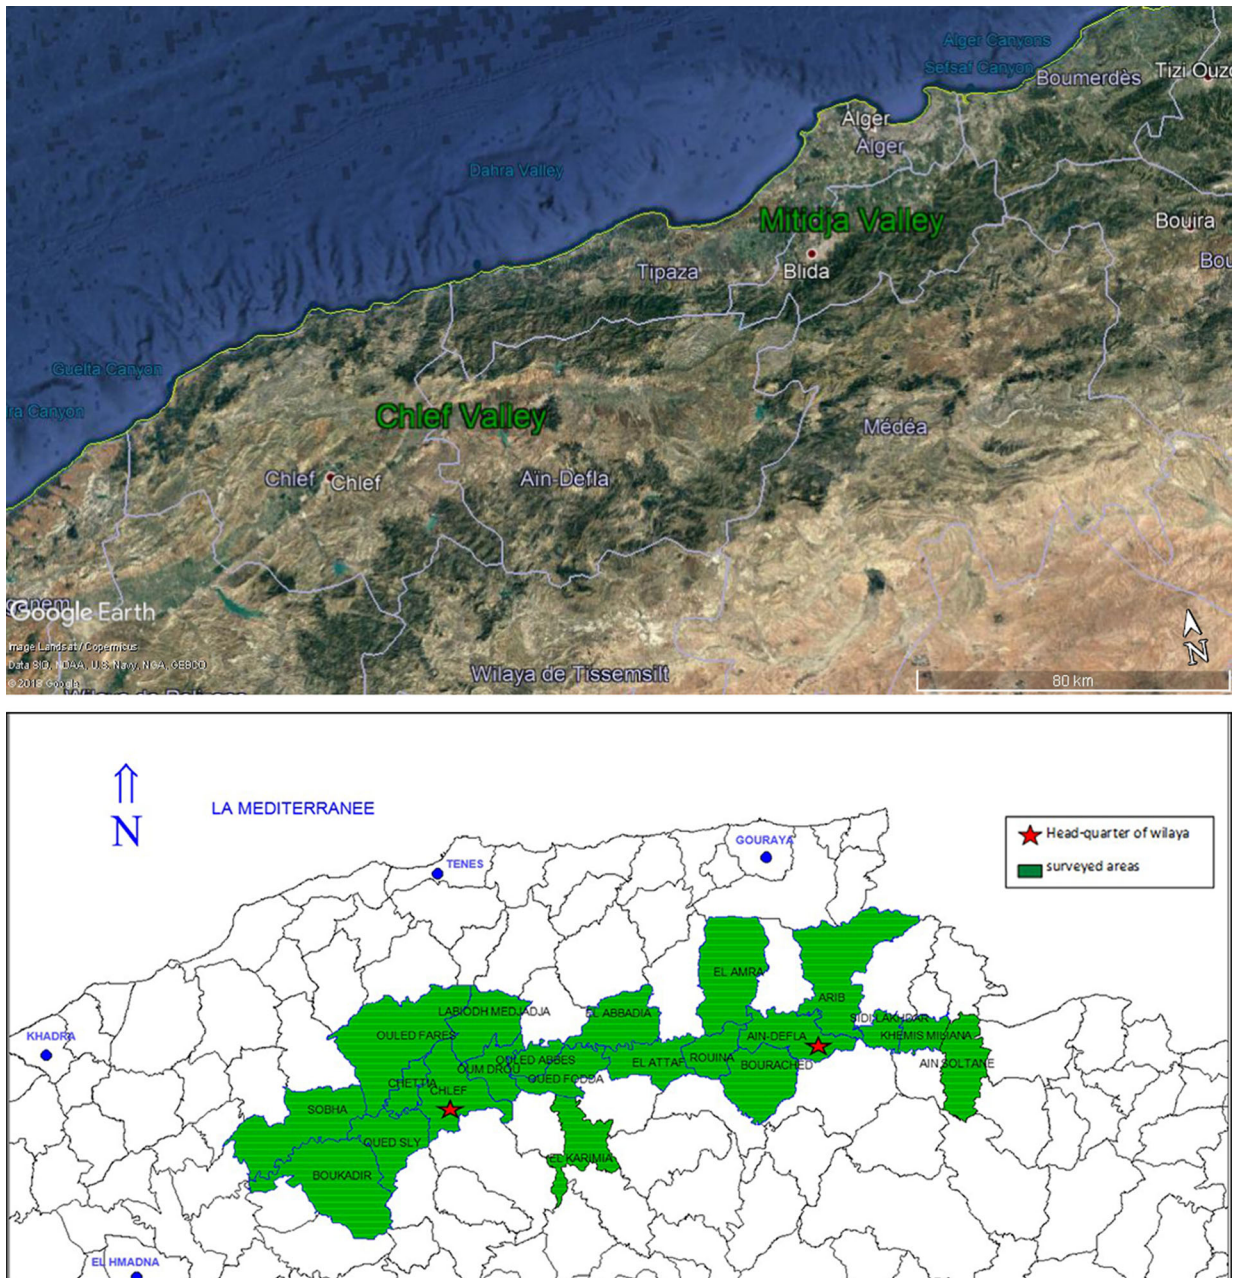 Alger Canyons
Sefsaf Canyon
Boumerdès
Tizi Ouzo
Alger
Alger
Dahra Valley
Mitidja Valley
Bouira
Bou
Tipaza
Blida
Guelta Canyon
ra Canyon
Chlef Valley
Médéa
Chlef
Chlef
Aïn-Defla
Google Earth
Image Landsat / Copernicus
Data SIO, NOAA, U.S. Navy, NGA, GEBCO
© 2018 Google
Wilaya de Tissemsilt
N
80 km
N
LA MEDITERRANEE
Head-quarter of wilaya
surveyed areas
GOURAYA
TENES
EL AMRA
ARIB
LABIODH MEDJADJA
EL ABBADIA
SIDI LAKHDAR
OULED FARES
AIN-DEFLA
KHEMIS MILIANA
KHADRA
OULED ABBES
EL ATTAF
ROUINA
BOURACHED
AIN SOLTANE
OUM DROU
OUED FODDA
CHETTIA
CHLEF
SOBHA
OUED SLY
EL KARIMIA
BOUKADIR
EL HMADNA